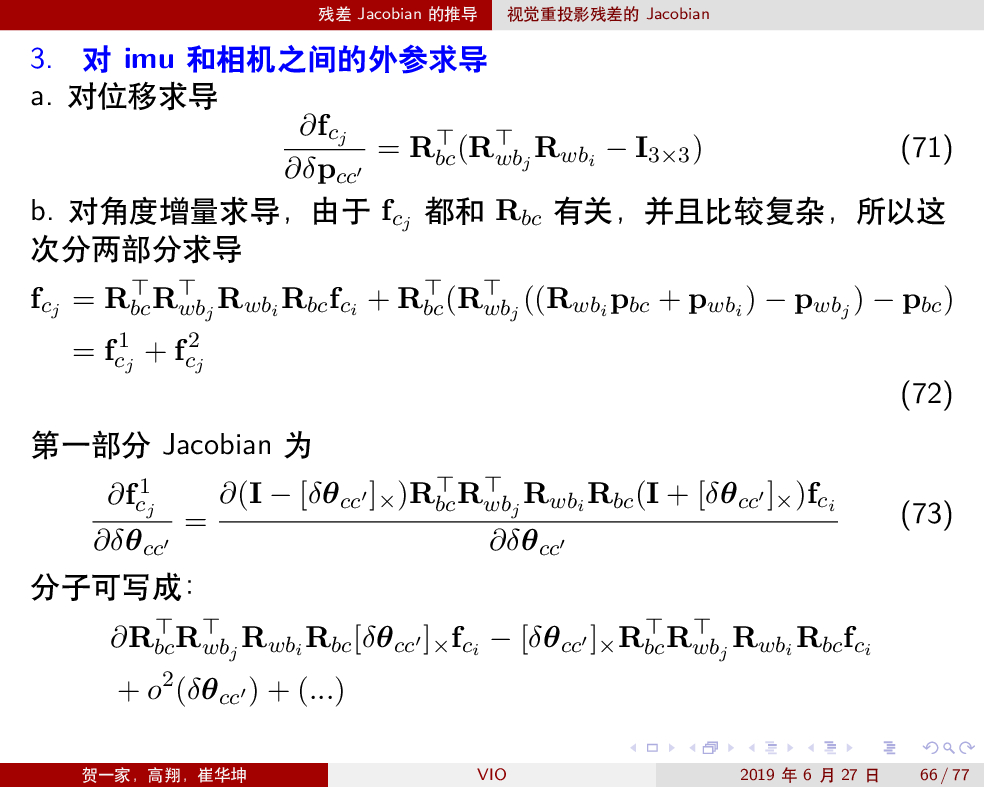 残差 Jacobian 的推导 视觉重投影残差的 Jacobian
3. 对 imu 和相机之间的外参求导
a. 对位移求导
$\frac{\partial \mathbf{f}_{c_j}}{\partial \delta \mathbf{p}_{cc'}} = \mathbf{R}_{bc}^{\top}(\mathbf{R}_{wb_j}^{\top}\mathbf{R}_{wb_i} - \mathbf{I}_{3\times 3})$ (71)
b. 对角度增量求导，由于 $\mathbf{f}_{c_j}$ 都和 $\mathbf{R}_{bc}$ 有关，并且比较复杂，所以这
次分两部分求导
$\mathbf{f}_{c_j} = \mathbf{R}_{bc}^{\top}\mathbf{R}_{wb_j}^{\top}\mathbf{R}_{wb_i}\mathbf{R}_{bc}\mathbf{f}_{c_i} + \mathbf{R}_{bc}^{\top}(\mathbf{R}_{wb_j}^{\top}((\mathbf{R}_{wb_i}\mathbf{p}_{bc} + \mathbf{p}_{wb_i}) - \mathbf{p}_{wb_j}) - \mathbf{p}_{bc})$
$= \mathbf{f}_{c_j}^{1} + \mathbf{f}_{c_j}^{2}$
(72)
第一部分 Jacobian 为
$\frac{\partial \mathbf{f}_{c_j}^{1}}{\partial \delta \boldsymbol{\theta}_{cc'}} = \frac{\partial (\mathbf{I} - [\delta \boldsymbol{\theta}_{cc'}]_{\times})\mathbf{R}_{bc}^{\top}\mathbf{R}_{wb_j}^{\top}\mathbf{R}_{wb_i}\mathbf{R}_{bc}(\mathbf{I} + [\delta \boldsymbol{\theta}_{cc'}]_{\times})\mathbf{f}_{c_i}}{\partial \delta \boldsymbol{\theta}_{cc'}}$ (73)
分子可写成：
$\partial \mathbf{R}_{bc}^{\top}\mathbf{R}_{wb_j}^{\top}\mathbf{R}_{wb_i}\mathbf{R}_{bc}[\delta \boldsymbol{\theta}_{cc'}]_{\times}\mathbf{f}_{c_i} - [\delta \boldsymbol{\theta}_{cc'}]_{\times}\mathbf{R}_{bc}^{\top}\mathbf{R}_{wb_j}^{\top}\mathbf{R}_{wb_i}\mathbf{R}_{bc}\mathbf{f}_{c_i}$
$+ o^{2}(\delta \boldsymbol{\theta}_{cc'}) + (...)$
贺一家，高翔，崔华坤 VIO 2019 年 6 月 27 日 66 / 77